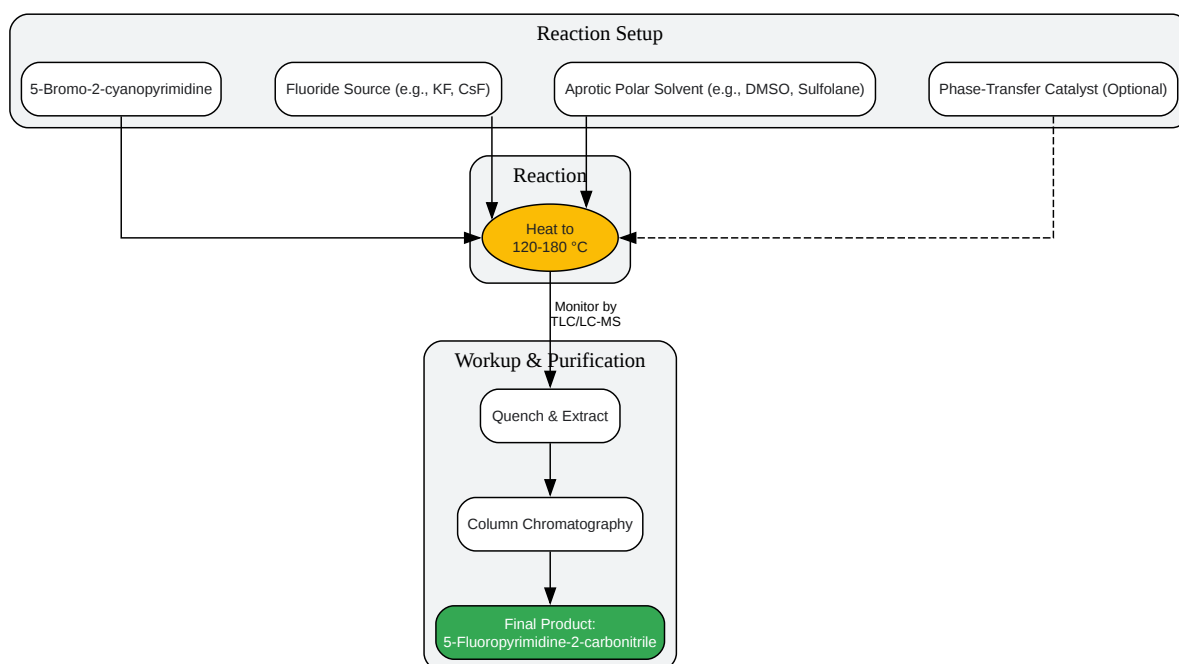 Reaction Setup
5-Bromo-2-cyanopyrimidine
Fluoride Source (e.g., KF, CsF)
Aprotic Polar Solvent (e.g., DMSO, Sulfolane)
Phase-Transfer Catalyst (Optional)
Reaction
Heat to
120-180 °C
Monitor by
TLC/LC-MS
Workup & Purification
Quench & Extract
Column Chromatography
Final Product:
5-Fluoropyrimidine-2-carbonitrile